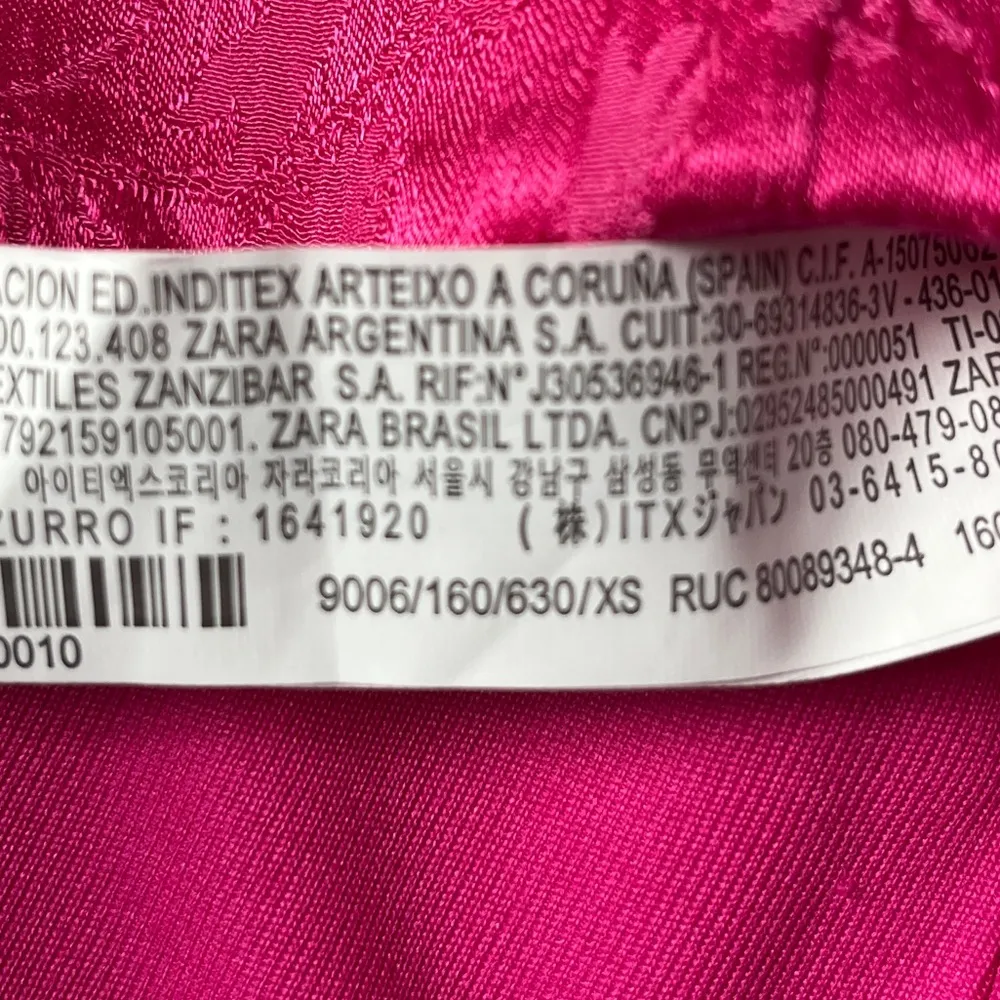 ACION ED.INDITEX ARTEIXO A CORUÑA (SPAIN) C.I.F. A-15075062
00.123.408 ZARA ARGENTINA S.A. CUIT:30-69314836-3V - 436-01
EXTILES ZANZIBAR S.A. RIF:N° J30536946-1 REG.N°:0000051 TI-0
792159105001. ZARA BRASIL LTDA. CNPJ:02952485000491 ZAR
아이티엑스코리아 자라코리아 서울시 강남구 삼성동 무역센터 20층 080-479-08
ZURRO IF : 1641920 (株)ITXジャパン 03-6415-80
9006/160/630/XS RUC 80089348-4 160
0010